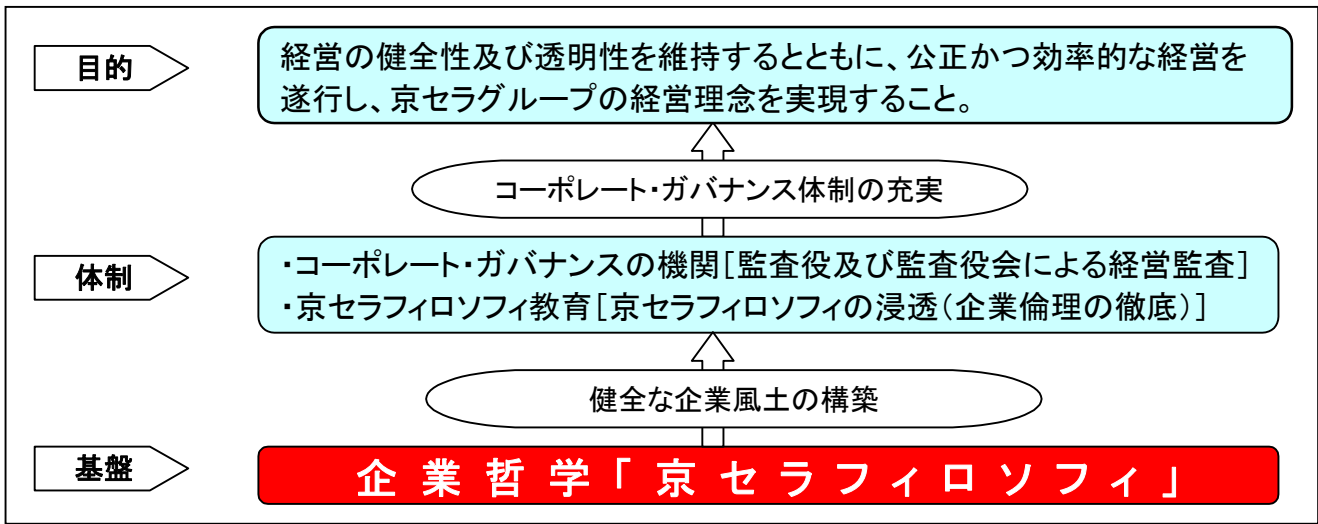 目的
経営の健全性及び透明性を維持するとともに、公正かつ効率的な経営を
遂行し、京セラグループの経営理念を実現すること。
コーポレート・ガバナンス体制の充実
体制
・コーポレート・ガバナンスの機関[監査役及び監査役会による経営監査]
・京セラフィロソフィ教育[京セラフィロソフィの浸透(企業倫理の徹底)]
健全な企業風土の構築
基盤
企業哲学「京セラフィロソフィ」